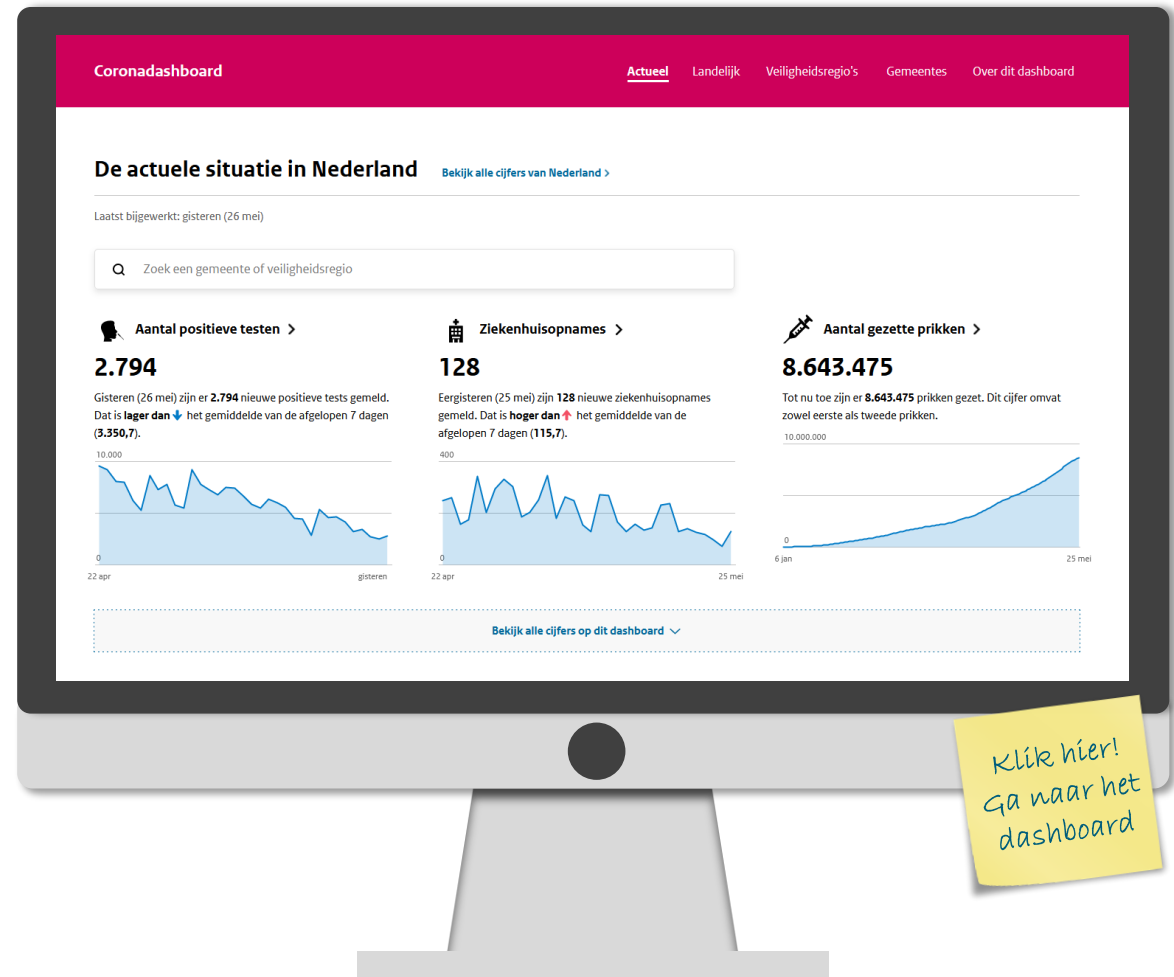 Coronadashboard
Actueel Landelijk Veiligheidsregio's Gemeentes Over dit dashboard
De actuele situatie in Nederland Bekijk alle cijfers van Nederland >
Laatst bijgewerkt: gisteren (26 mei)
Zoek een gemeente of veiligheidsregio
Aantal positieve testen >
2.794
Gisteren (26 mei) zijn er 2.794 nieuwe positieve tests gemeld.
Dat is lager dan het gemiddelde van de afgelopen 7 dagen
(3.350,7).
10.000
0
22 apr gisteren
Ziekenhuisopnames >
128
Eergisteren (25 mei) zijn 128 nieuwe ziekenhuisopnames
gemeld. Dat is hoger dan het gemiddelde van de
afgelopen 7 dagen (115,7).
400
0
22 apr 25 mei
Aantal gezette prikken >
8.643.475
Tot nu toe zijn er 8.643.475 prikken gezet. Dit cijfer omvat
zowel eerste als tweede prikken.
10.000.000
0
6 jan 25 mei
Bekijk alle cijfers op dit dashboard
Klik hier!
Ga naar het
dashboard